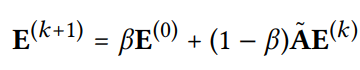 𝐄^{(k+1)} = β𝐄^{(0)} + (1 − β)𝐀̃𝐄^{(k)}